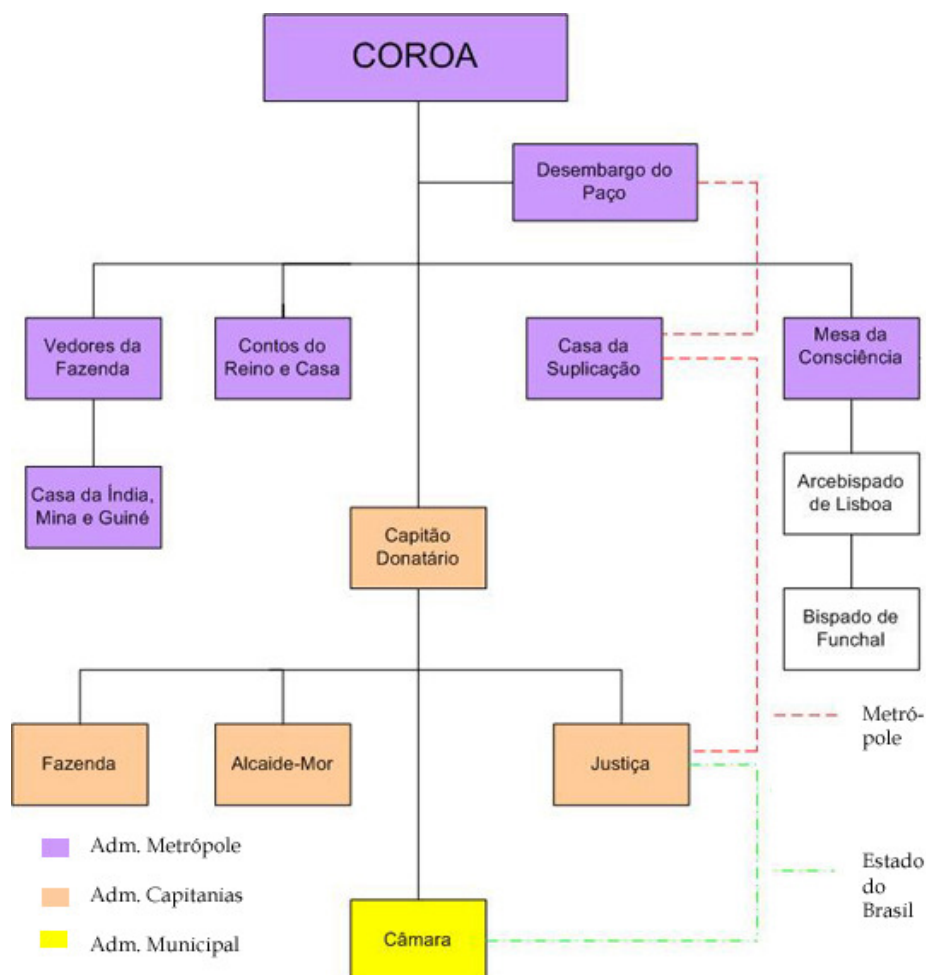 COROA
Desembargo do
Paço
Vedores da
Fazenda
Contos do
Reino e Casa
Casa da
Suplicação
Mesa da
Consciência
Casa da Índia,
Mina e Guiné
Arcebispado
de Lisboa
Capitão
Donatário
Bispado de
Funchal
Metró-
pole
Fazenda
Alcaide-Mor
Justiça
Adm. Metrópole
Adm. Capitanias
Adm. Municipal
Estado
do
Brasil
Câmara